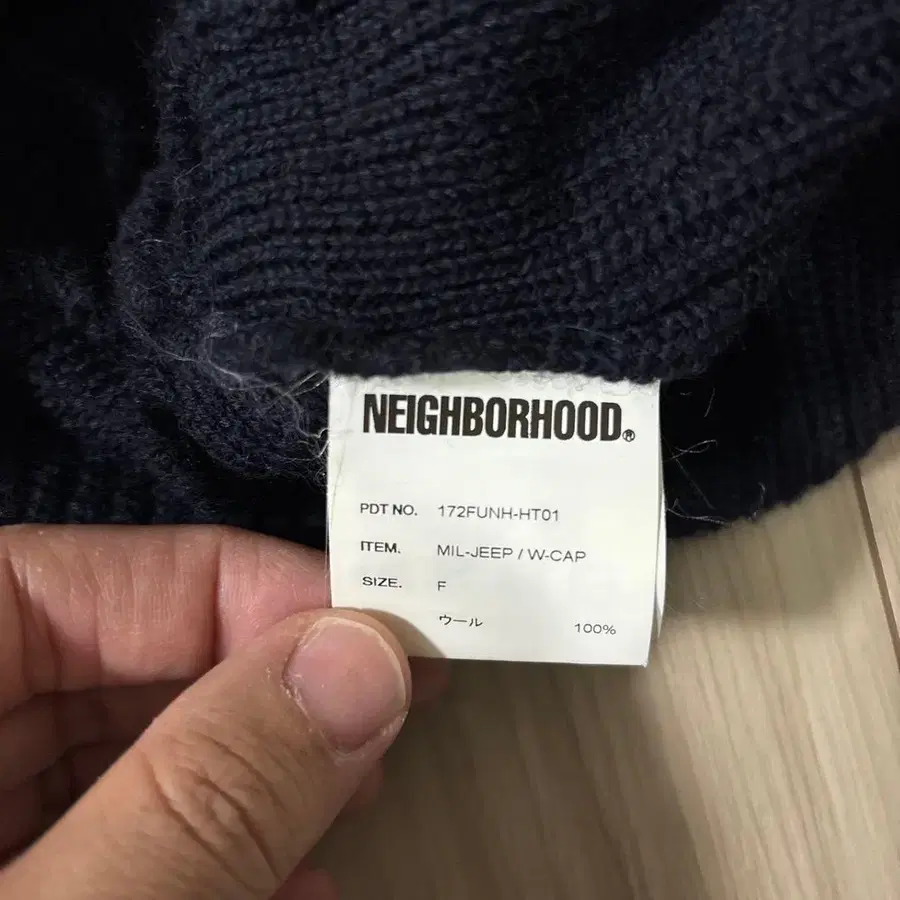 NEIGHBORHOOD®
PDT NO. 172FUNH-HT01
ITEM. MIL-JEEP / W-CAP
SIZE. F
ウール 100%